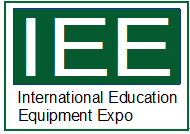 IEE
International Education
Equipment Expo